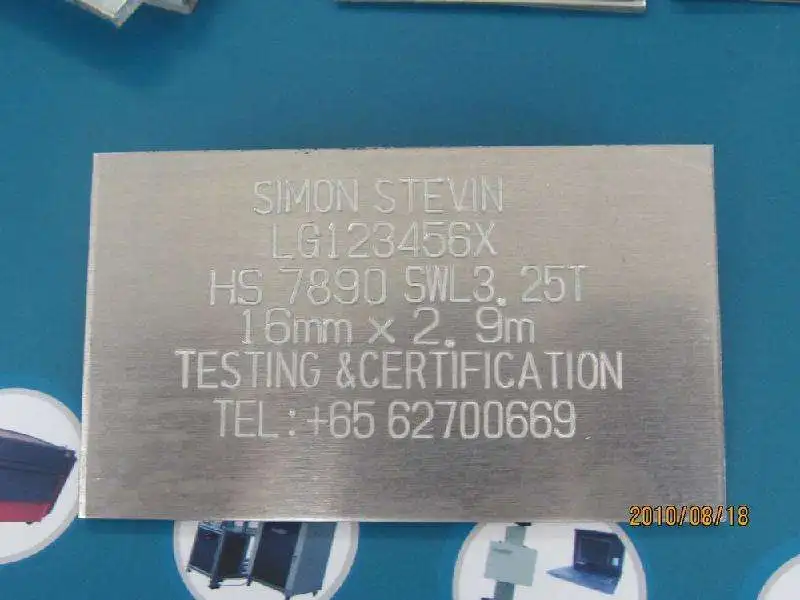 SIMON STEVIN
LG123456X
HS 7890 SWL3. 25T
16mm x 2. 9m
TESTING &CERTIFICATION
TEL: +65 62700669
2010/08/18